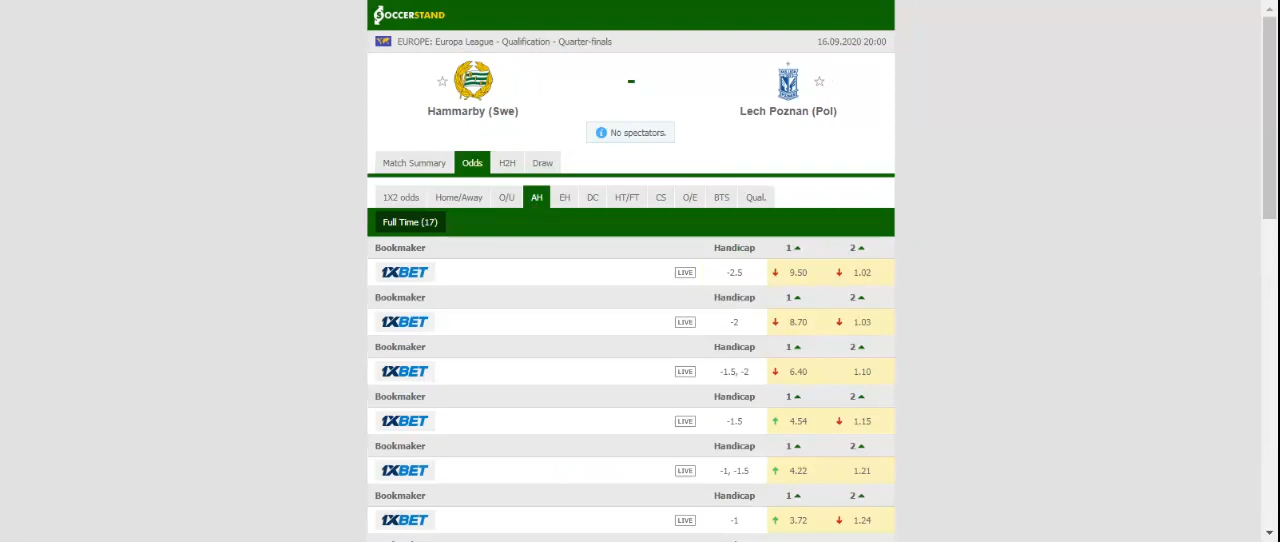 SOCCERSTAND
EUROPE: Europa League - Qualification - Quarter-finals 16.09.2020 20:00
-
Hammarby (Swe) Lech Poznan (Pol)
No spectators.
Match Summary Odds H2H Draw
1X2 odds Home/Away O/U AH EH DC HT/FT CS O/E BTS Qual.
Full Time (17)
Bookmaker Handicap 1 2
1XBET LIVE -2.5 9.50 1.02
Bookmaker Handicap 1 2
1XBET LIVE -2 8.70 1.03
Bookmaker Handicap 1 2
1XBET LIVE -1.5, -2 6.40 1.10
Bookmaker Handicap 1 2
1XBET LIVE -1.5 4.54 1.15
Bookmaker Handicap 1 2
1XBET LIVE -1, -1.5 4.22 1.21
Bookmaker Handicap 1 2
1XBET LIVE -1 3.72 1.24